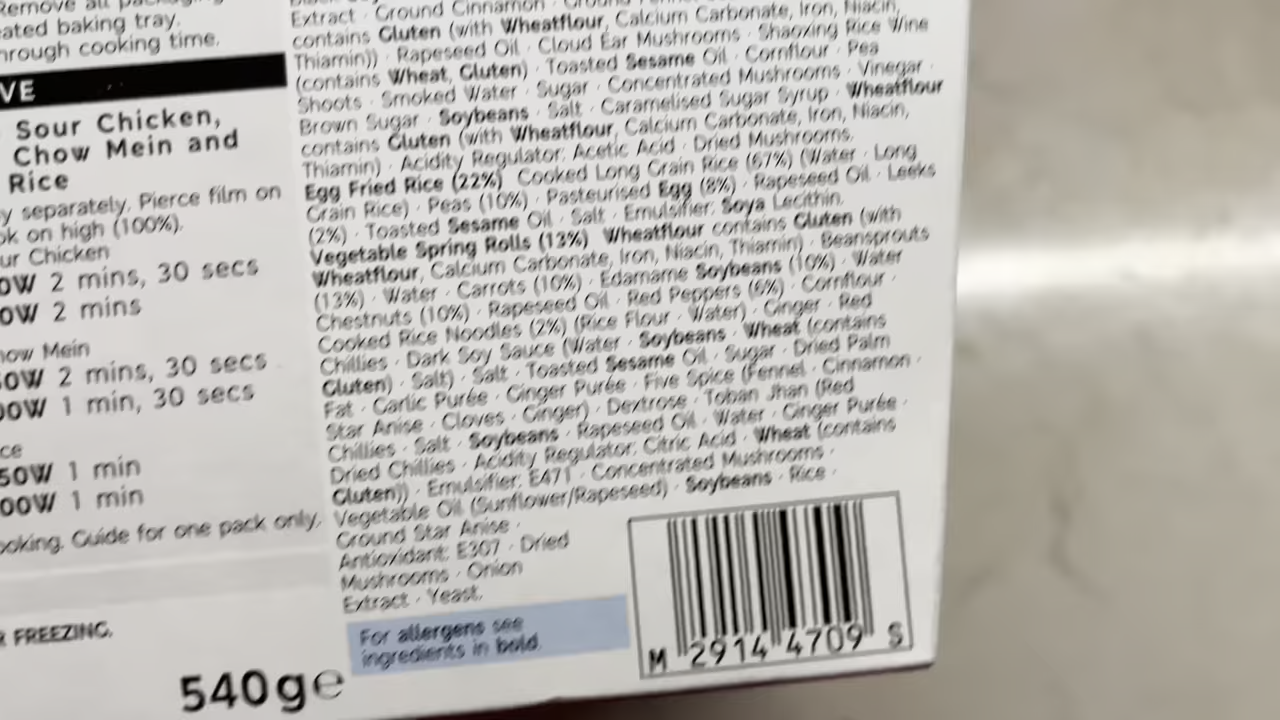 Remove all packaging
ated baking tray.
hrough cooking time.
VE
Sour Chicken,
Chow Mein and
Rice
y separately. Pierce film on
ok on high (100%).
ur Chicken
0W 2 mins, 30 secs
0W 2 mins
how Mein
50W 2 mins, 30 secs
00W 1 min, 30 secs
ce
50W 1 min
00W 1 min
ooking. Guide for one pack only.
R FREEZING.
540g℮
Extract · Ground Cinnamon · Ground
contains Gluten (with Wheatflour, Calcium Carbonate, Iron, Niacin,
Thiamin)) · Rapeseed Oil · Cloud Ear Mushrooms · Shaoxing Rice Wine
(contains Wheat, Gluten) · Toasted Sesame Oil · Cornflour · Pea
Shoots · Smoked Water · Sugar · Concentrated Mushrooms · Vinegar ·
Brown Sugar · Soybeans · Salt · Caramelised Sugar Syrup · Wheatflour
contains Gluten (with Wheatflour, Calcium Carbonate, Iron, Niacin,
Thiamin) · Acidity Regulator: Acetic Acid · Dried Mushrooms.
Egg Fried Rice (22%) Cooked Long Grain Rice (67%) (Water · Long
Grain Rice) · Peas (10%) · Pasteurised Egg (8%) · Rapeseed Oil · Leeks
(2%) · Toasted Sesame Oil · Salt · Emulsifier: Soya Lecithin.
Vegetable Spring Rolls (13%) Wheatflour contains Gluten (with
Wheatflour, Calcium Carbonate, Iron, Niacin, Thiamin) · Beansprouts
(13%) · Water · Carrots (10%) · Edamame Soybeans (10%) · Water
Chestnuts (10%) · Rapeseed Oil · Red Peppers (6%) · Cornflour ·
Cooked Rice Noodles (2%) (Rice Flour · Water) · Ginger · Red
Chillies · Dark Soy Sauce (Water · Soybeans · Wheat (contains
Gluten) · Salt) · Salt · Toasted Sesame Oil · Sugar · Dried Palm
Fat · Garlic Purée · Ginger Purée · Five Spice (Fennel · Cinnamon ·
Star Anise · Cloves · Ginger) · Dextrose · Toban Jhan (Red
Chillies · Salt · Soybeans · Rapeseed Oil · Water · Ginger Purée ·
Dried Chillies · Acidity Regulator: Citric Acid · Wheat (contains
Gluten)) · Emulsifier: E471 · Concentrated Mushrooms ·
Vegetable Oil (Sunflower/Rapeseed) · Soybeans · Rice ·
Ground Star Anise ·
Antioxidant: E307 · Dried
Mushrooms · Onion
Extract · Yeast.
For allergens see
ingredients in bold.
M 2914 4709 S